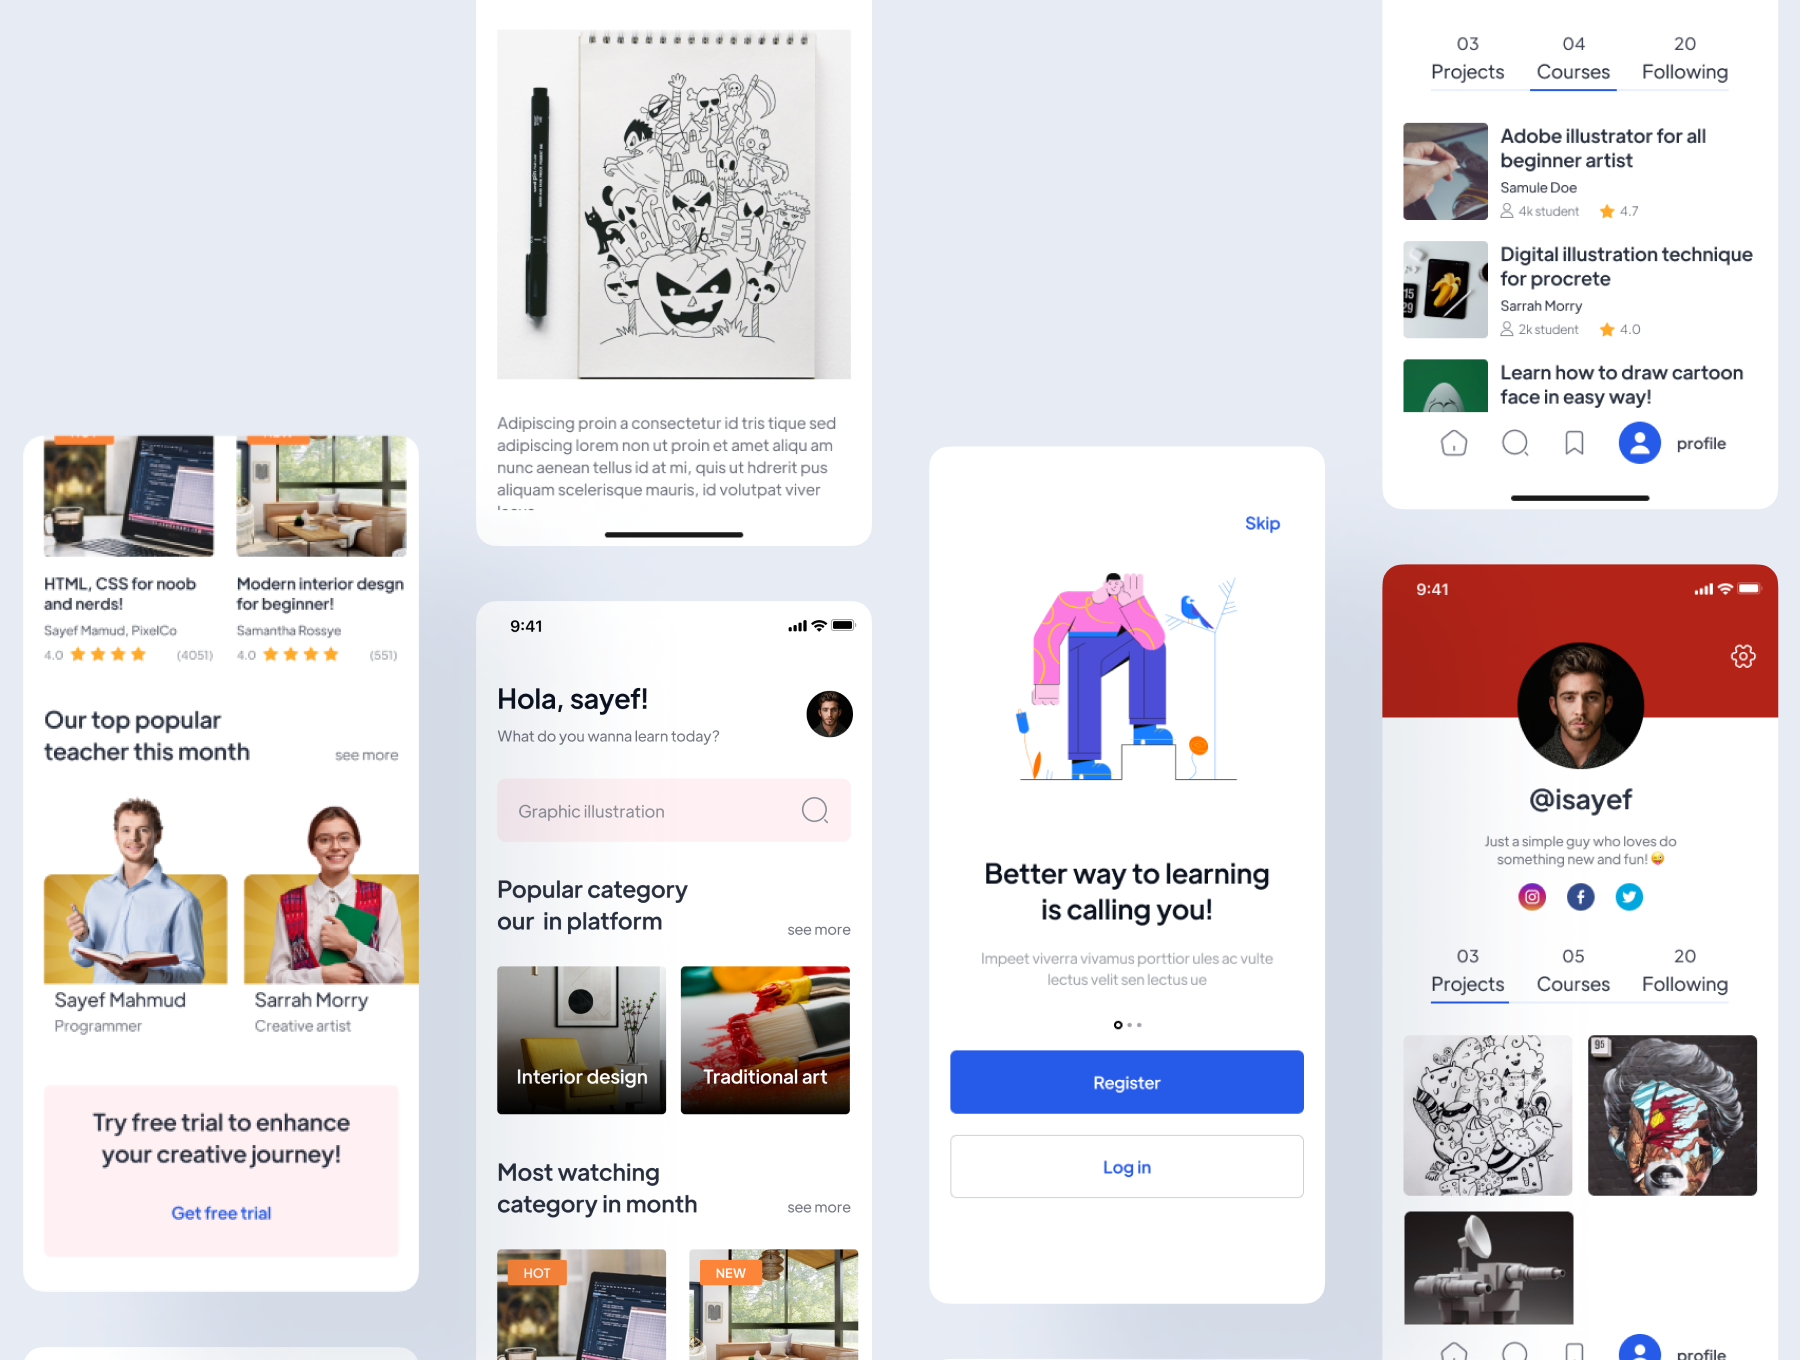 HTML, CSS for noob
and nerds!
Sayef Mamud, PixelCo
4.0
(4051)
Modern interior desgn
for beginner!
Samantha Rossye
4.0
(551)
Our top popular
teacher this month
see more
Sayef Mahmud
Programmer
Sarrah Morry
Creative artist
Try free trial to enhance
your creative journey!
Get free trial
HALLOWEEN
Adipiscing proin a consectetur id tris tique sed
adipiscing lorem non ut proin et amet aliqu am
nunc aenean tellus id at mi, quis ut hdrerit pus
aliquam scelerisque mauris, id volutpat viver
9:41
Hola, sayef!
What do you wanna learn today?
Graphic illustration
Popular category
our in platform
see more
Interior design
Traditional art
Most watching
category in month
see more
HOT
NEW
Skip
Better way to learning
is calling you!
Impeet viverra vivamus porttior ules ac vulte
lectus velit sen lectus ue
Register
Log in
03
Projects
04
Courses
20
Following
Adobe illustrator for all
beginner artist
Samule Doe
4k student
4.7
Digital illustration technique
for procrete
Sarrah Morry
2k student
4.0
15
29
Learn how to draw cartoon
face in easy way!
profile
9:41
@isayef
Just a simple guy who loves do
something new and fun! 😜
03
Projects
05
Courses
20
Following
95
profile